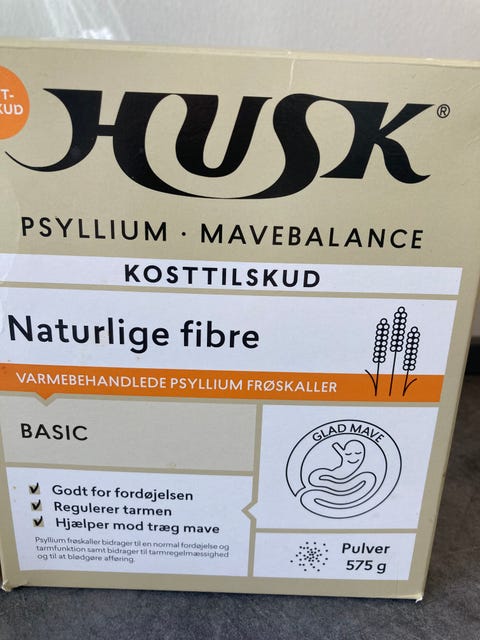 HUSK®
PSYLLIUM · MAVEBALANCE
KOSTTILSKUD
Naturlige fibre
VARMEBEHANDLEDE PSYLLIUM FRØSKALLER
BASIC
GLAD MAVE
Godt for fordøjelsen
Regulerer tarmen
Hjælper mod træg mave
Psyllium frøskaller bidrager til en normal fordøjelse og
tarmfunktion samt bidrager til tarmregelmæssighed
og til at blødgøre afføring.
Pulver
575 g